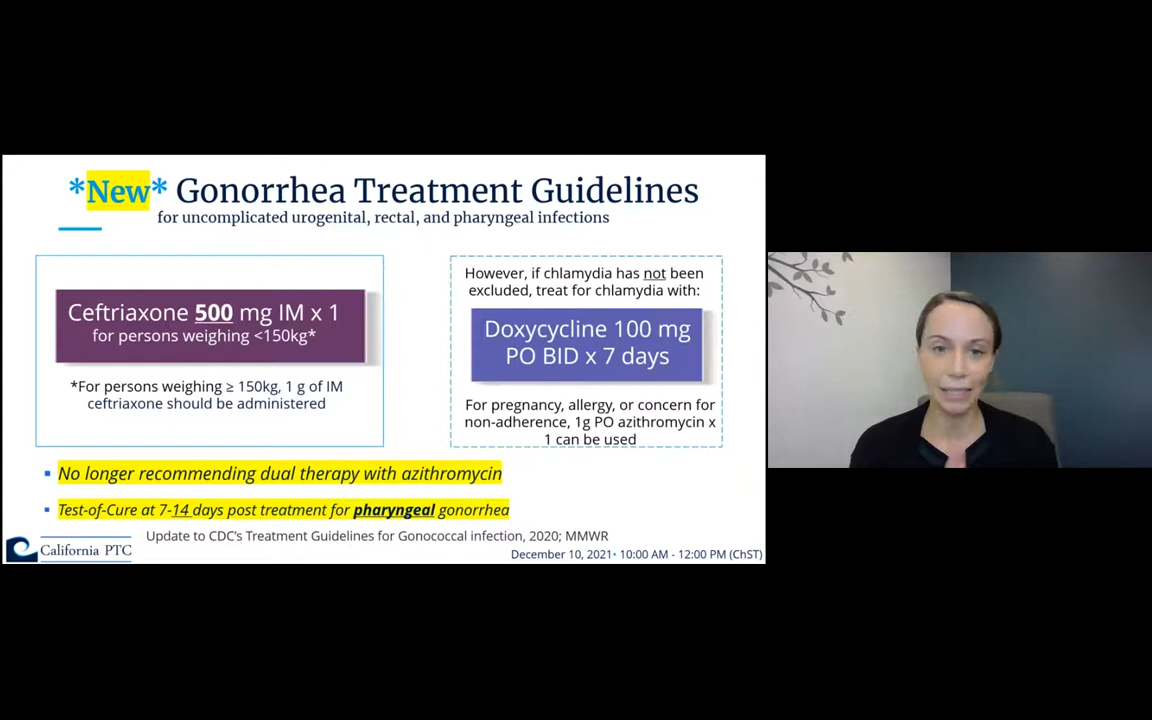 *New* Gonorrhea Treatment Guidelines
for uncomplicated urogenital, rectal, and pharyngeal infections
Ceftriaxone 500 mg IM x 1
for persons weighing <150kg*
*For persons weighing ≥ 150kg, 1 g of IM
ceftriaxone should be administered
However, if chlamydia has not been
excluded, treat for chlamydia with:
Doxycycline 100 mg
PO BID x 7 days
For pregnancy, allergy, or concern for
non-adherence, 1g PO azithromycin x
1 can be used
▪ No longer recommending dual therapy with azithromycin
▪ Test-of-Cure at 7-14 days post treatment for pharyngeal gonorrhea
Update to CDC's Treatment Guidelines for Gonococcal infection, 2020; MMWR
California PTC
December 10, 2021• 10:00 AM - 12:00 PM (ChST)